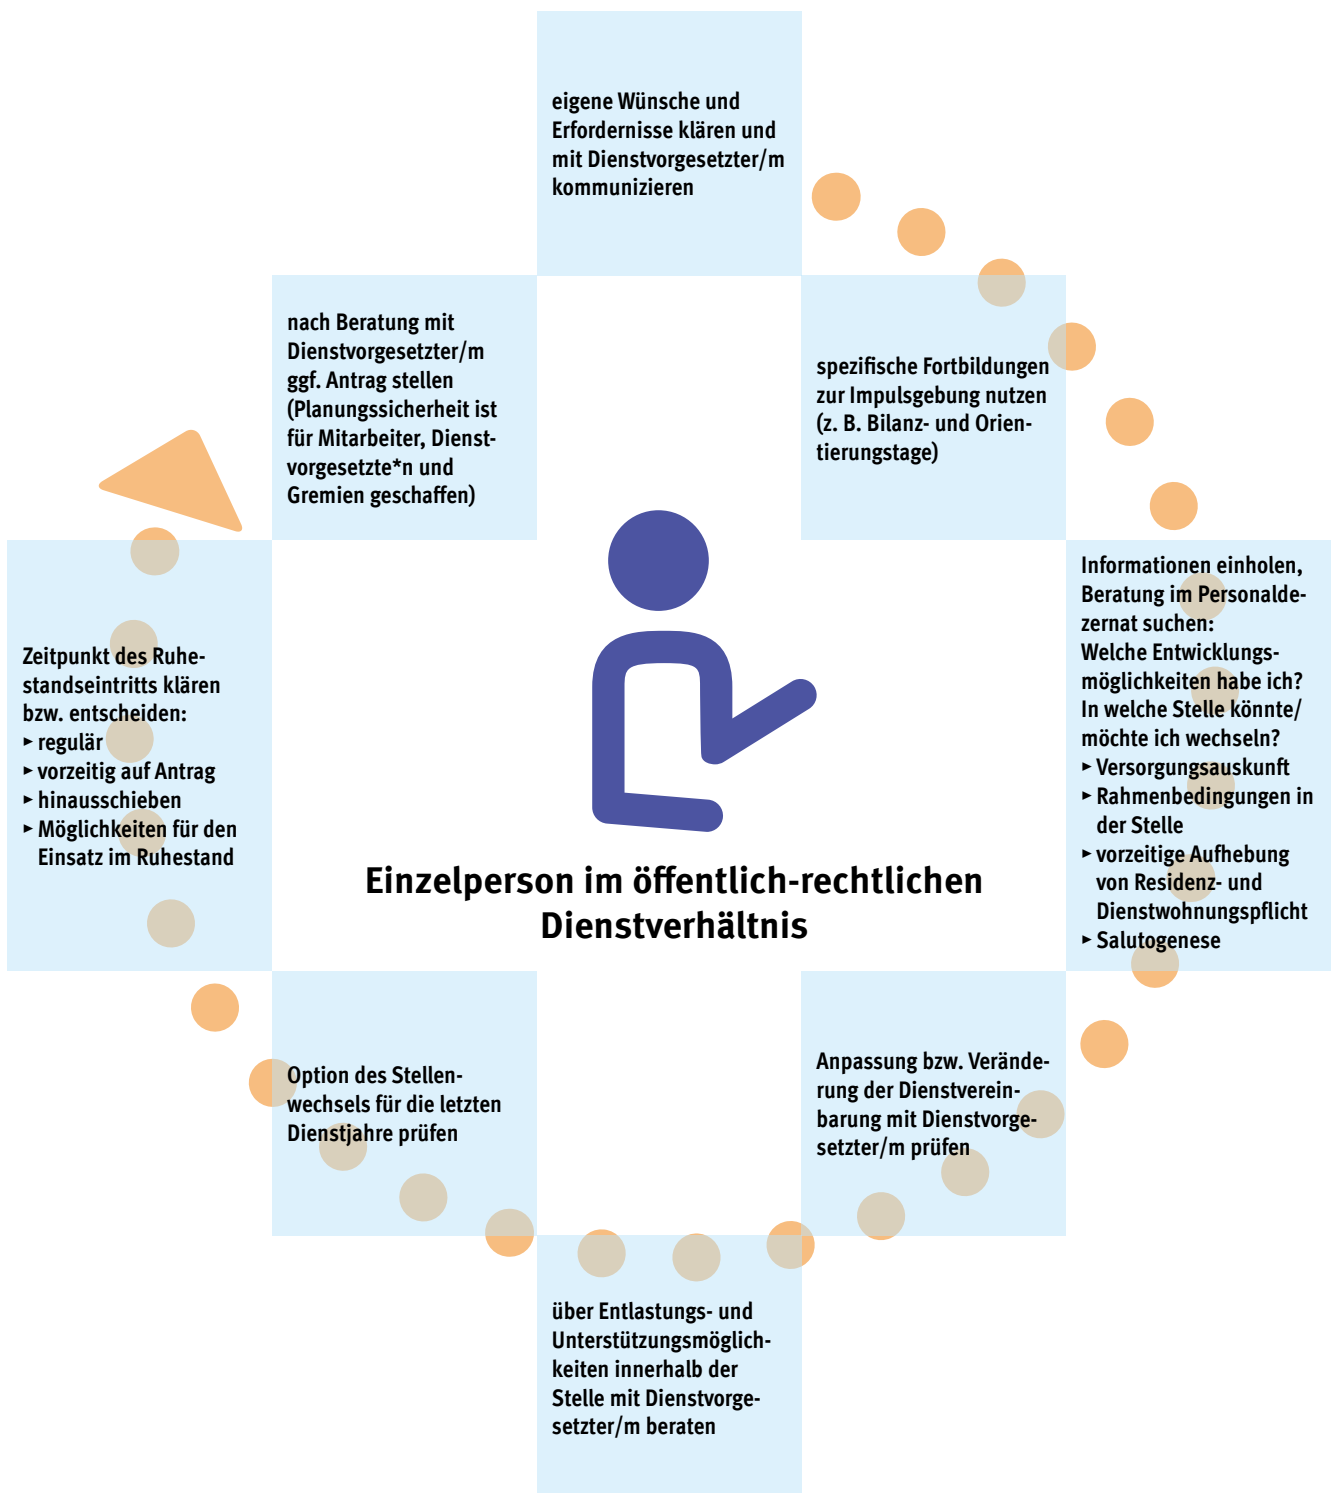 eigene Wünsche und
Erfordernisse klären und
mit Dienstvorgesetzter/m
kommunizieren
spezifische Fortbildungen
zur Impulsgebung nutzen
(z. B. Bilanz- und Orien-
tierungstage)
Informationen einholen,
Beratung im Personalde-
zernat suchen:
Welche Entwicklungs-
möglichkeiten habe ich?
In welche Stelle könnte/
möchte ich wechseln?
▸ Versorgungsauskunft
▸ Rahmenbedingungen in
der Stelle
▸ vorzeitige Aufhebung
von Residenz- und
Dienstwohnungspflicht
▸ Salutogenese
Anpassung bzw. Verände-
rung der Dienstverein-
barung mit Dienstvorge-
setzter/m prüfen
über Entlastungs- und
Unterstützungsmöglich-
keiten innerhalb der
Stelle mit Dienstvorge-
setzter/m beraten
Option des Stellen-
wechsels für die letzten
Dienstjahre prüfen
Zeitpunkt des Ruhe-
standseintritts klären
bzw. entscheiden:
▸ regulär
▸ vorzeitig auf Antrag
▸ hinausschieben
▸ Möglichkeiten für den
Einsatz im Ruhestand
nach Beratung mit
Dienstvorgesetzter/m
ggf. Antrag stellen
(Planungssicherheit ist
für Mitarbeiter, Dienst-
vorgesetzte*n und
Gremien geschaffen)
Einzelperson im öffentlich-rechtlichen
Dienstverhältnis